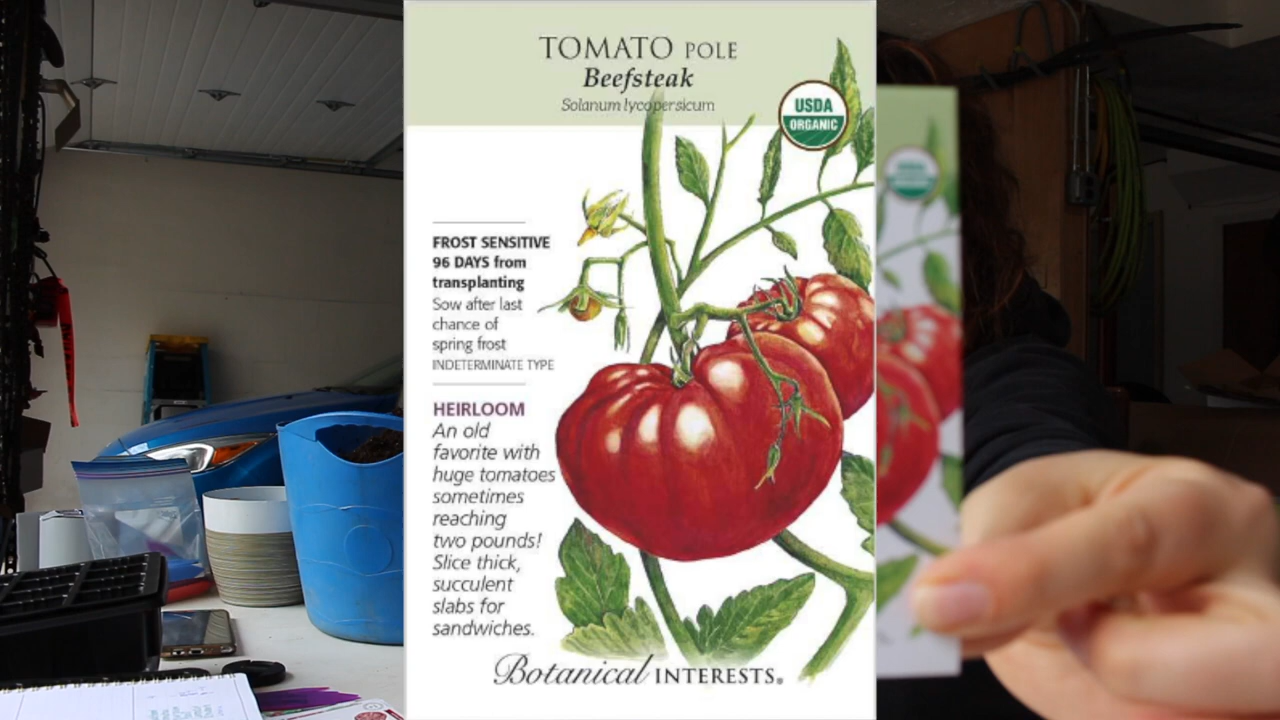 TOMATO POLE
Beefsteak
Solanum lycopersicum
USDA
ORGANIC
FROST SENSITIVE
96 DAYS from
transplanting
Sow after last
chance of
spring frost
INDETERMINATE TYPE
HEIRLOOM
An old
favorite with
huge tomatoes
sometimes
reaching
two pounds!
Slice thick,
succulent
slabs for
sandwiches.
Botanical INTERESTS®